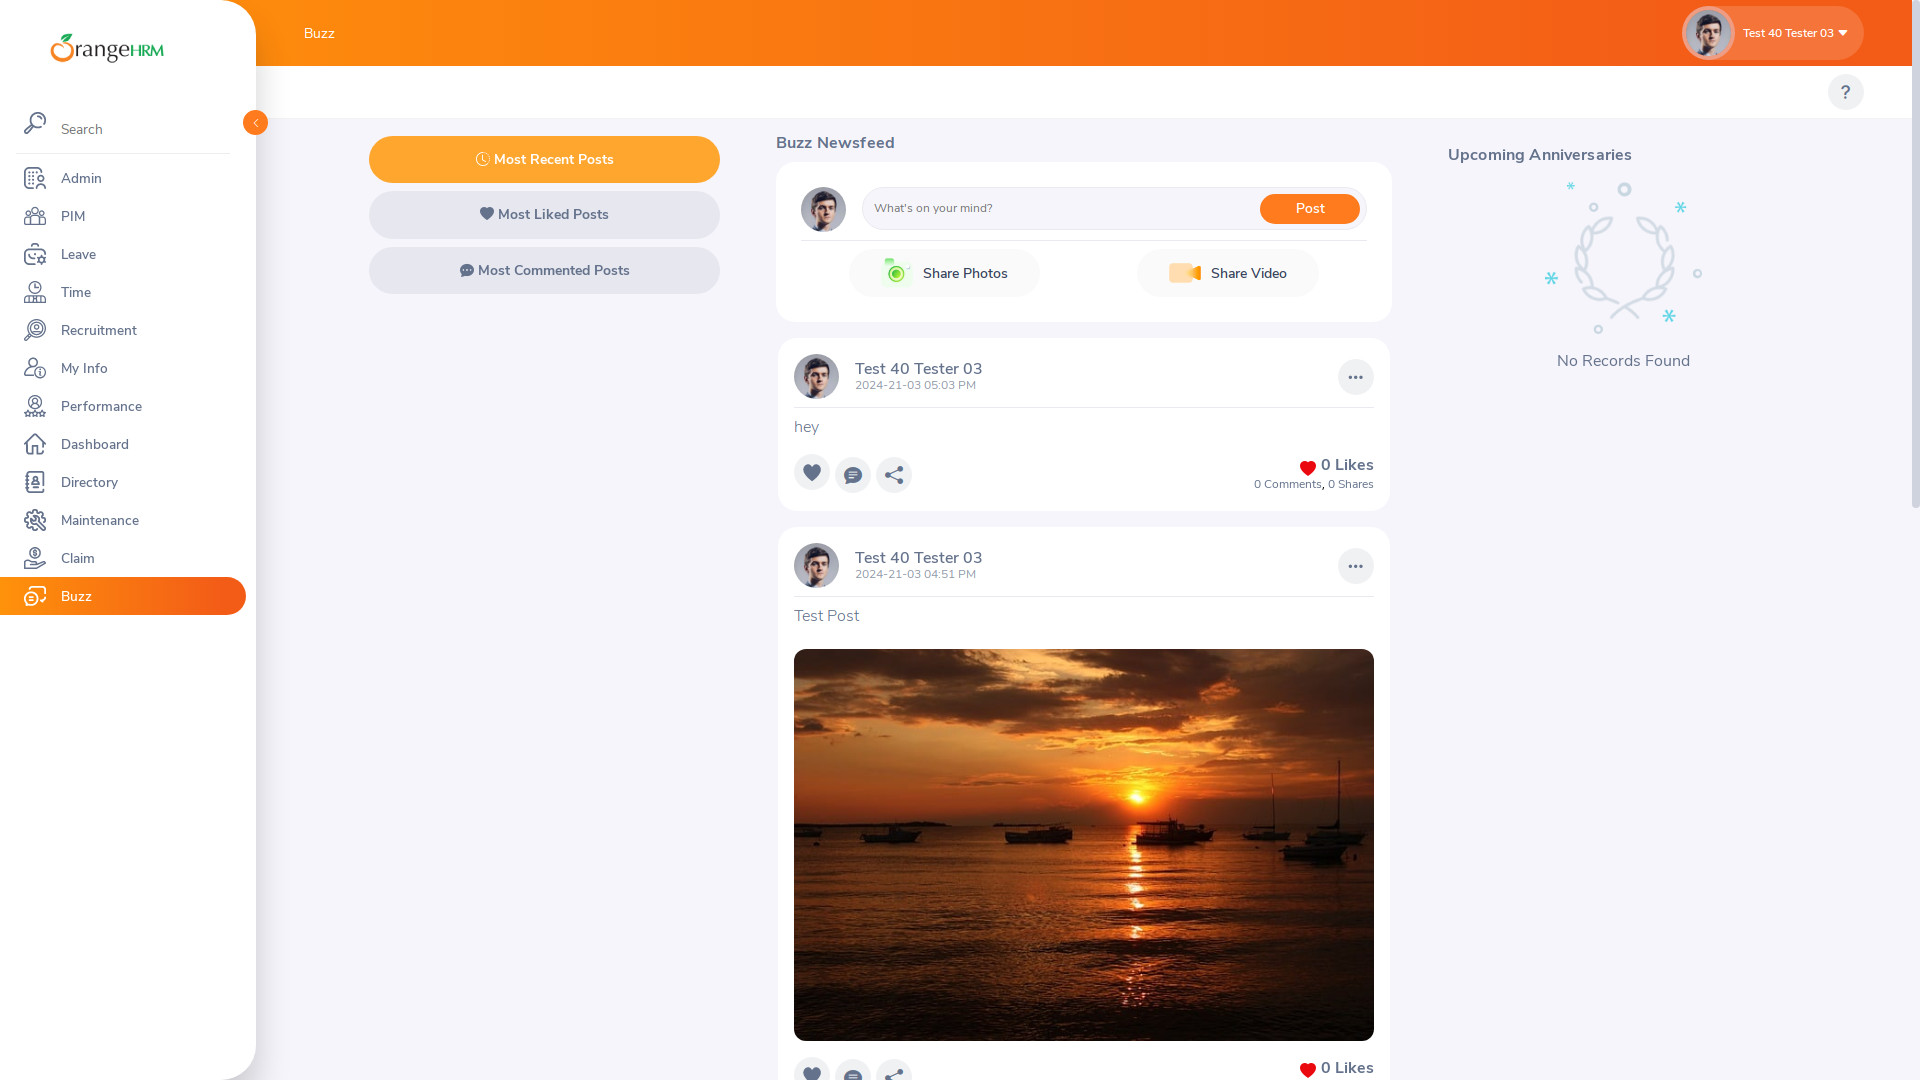 OrangeHRM
Search
Admin
PIM
Leave
Time
Recruitment
My Info
Performance
Dashboard
Directory
Maintenance
Claim
Buzz
Buzz
Test 40 Tester 03
?
Most Recent Posts
Most Liked Posts
Most Commented Posts
Buzz Newsfeed
What's on your mind?
Post
Share Photos
Share Video
Test 40 Tester 03
2024-21-03 05:03 PM
hey
0 Likes
0 Comments, 0 Shares
Test 40 Tester 03
2024-21-03 04:51 PM
Test Post
0 Likes
Upcoming Anniversaries
No Records Found